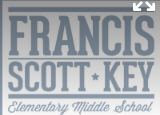 FRANCIS
SCOTT ★ KEY
Elementary Middle School